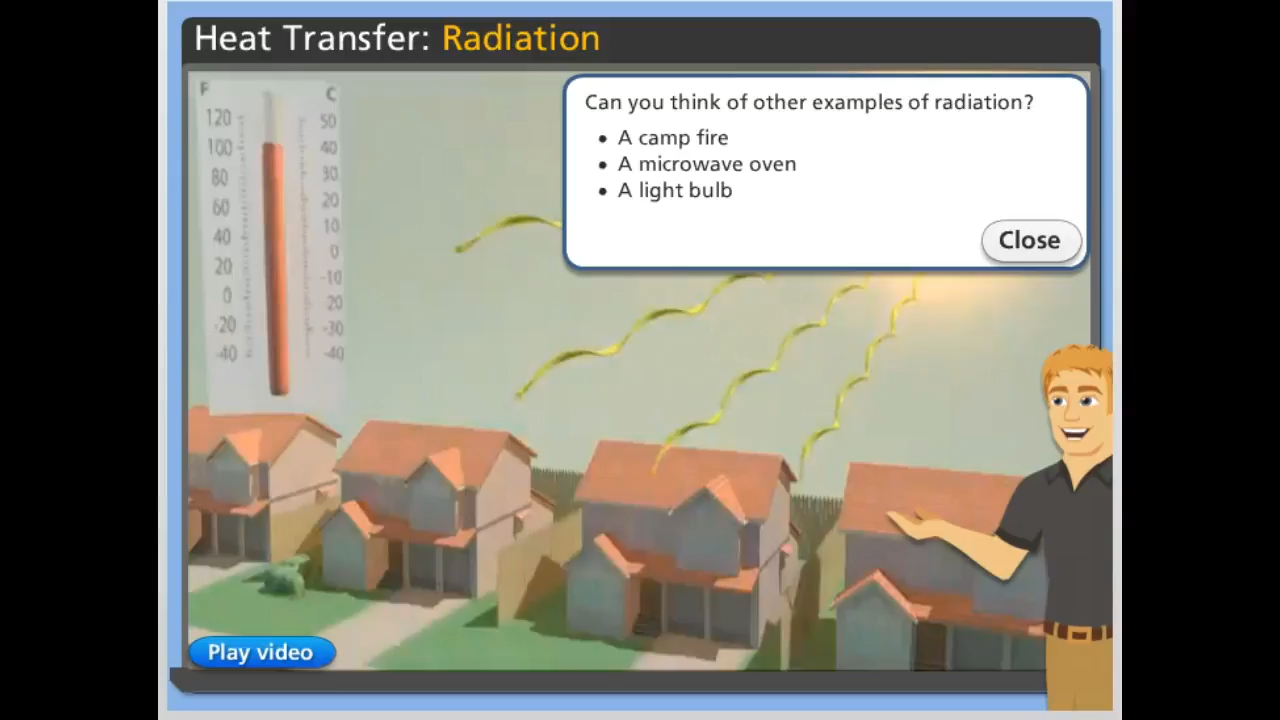 Heat Transfer: Radiation
Can you think of other examples of radiation?
• A camp fire
• A microwave oven
• A light bulb
Close
F C
120 50
100 40
80 30
60 20
40 10
20 0
0 -10
-20 -20
-40 -30
-40
Play video